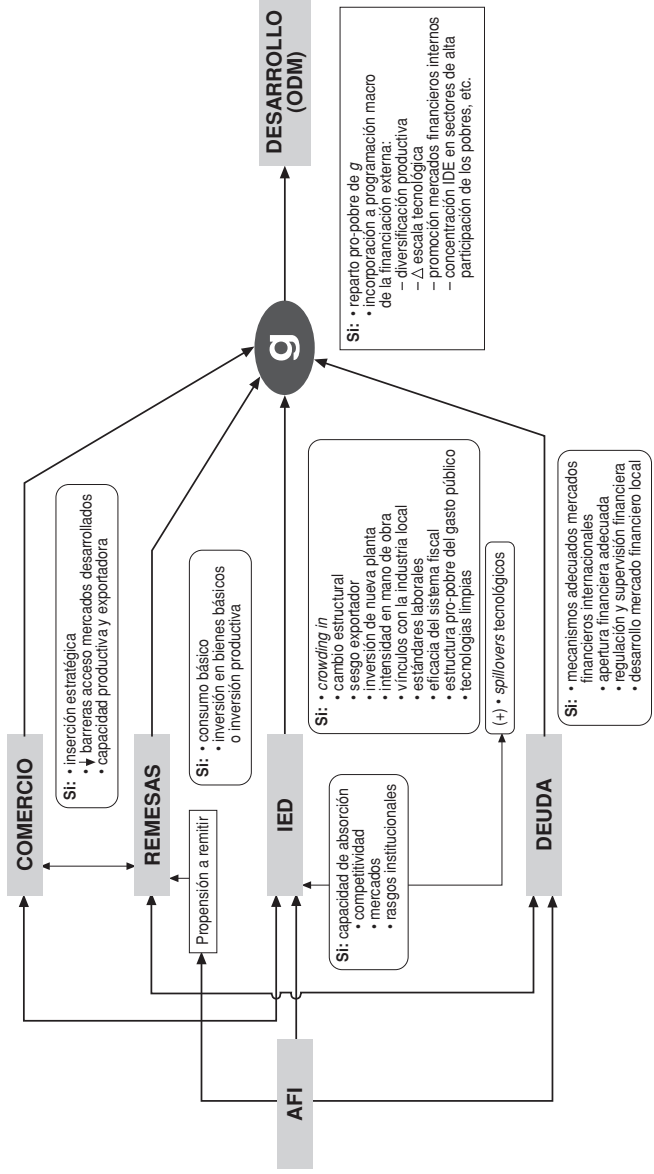 AFI
COMERCIO
Si: • inserción estratégica
• ↓ barreras acceso mercados desarrollados
• capacidad productiva y exportadora
REMESAS
Propensión a remitir
Si: • consumo básico
• inversión en bienes básicos
o inversión productiva
IED
Si: capacidad de absorción
• competitividad
• mercados
• rasgos institucionales
Si: • crowding in
• cambio estructural
• sesgo exportador
• inversión de nueva planta
• intensidad en mano de obra
• vínculos con la industria local
• estándares laborales
• eficacia del sistema fiscal
• estructura pro-pobre del gasto público
• tecnologías limpias
(+) • spillovers tecnológicos
DEUDA
Si: • mecanismos adecuados mercados
financieros internacionales
• apertura financiera adecuada
• regulación y supervisión financiera
• desarrollo mercado financiero local
g
DESARROLLO
(ODM)
Si: • reparto pro-pobre de g
• incorporación a programación macro
de la financiación externa:
– diversificación productiva
– △ escala tecnológica
– promoción mercados financieros internos
– concentración IDE en sectores de alta
participación de los pobres, etc.